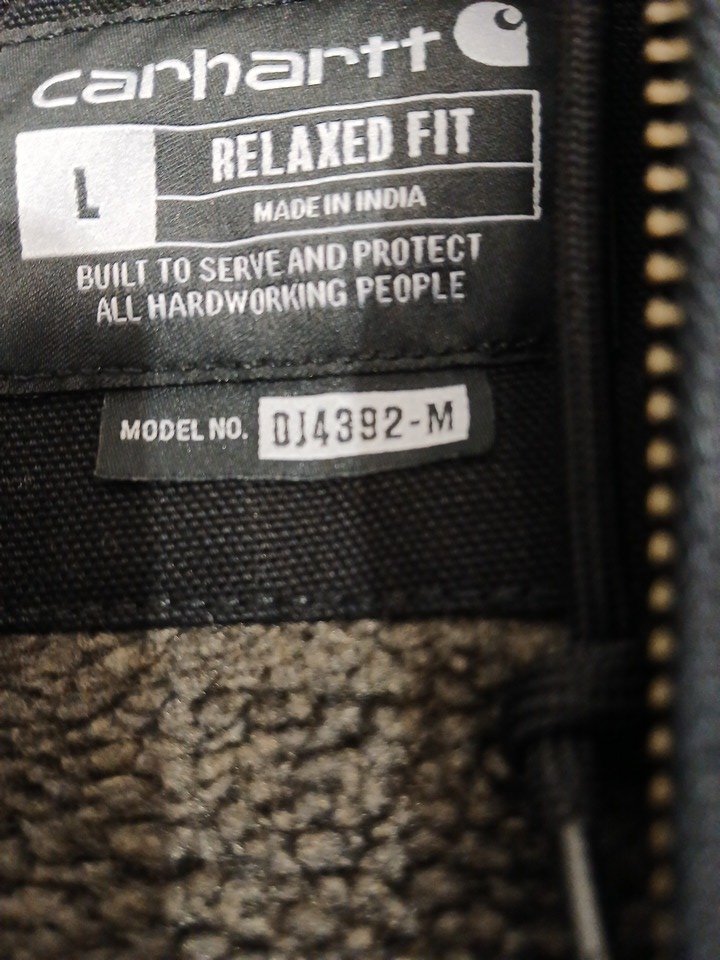 carhartt
L
RELAXED FIT
MADE IN INDIA
BUILT TO SERVE AND PROTECT
ALL HARDWORKING PEOPLE
MODEL NO. OJ4392-M